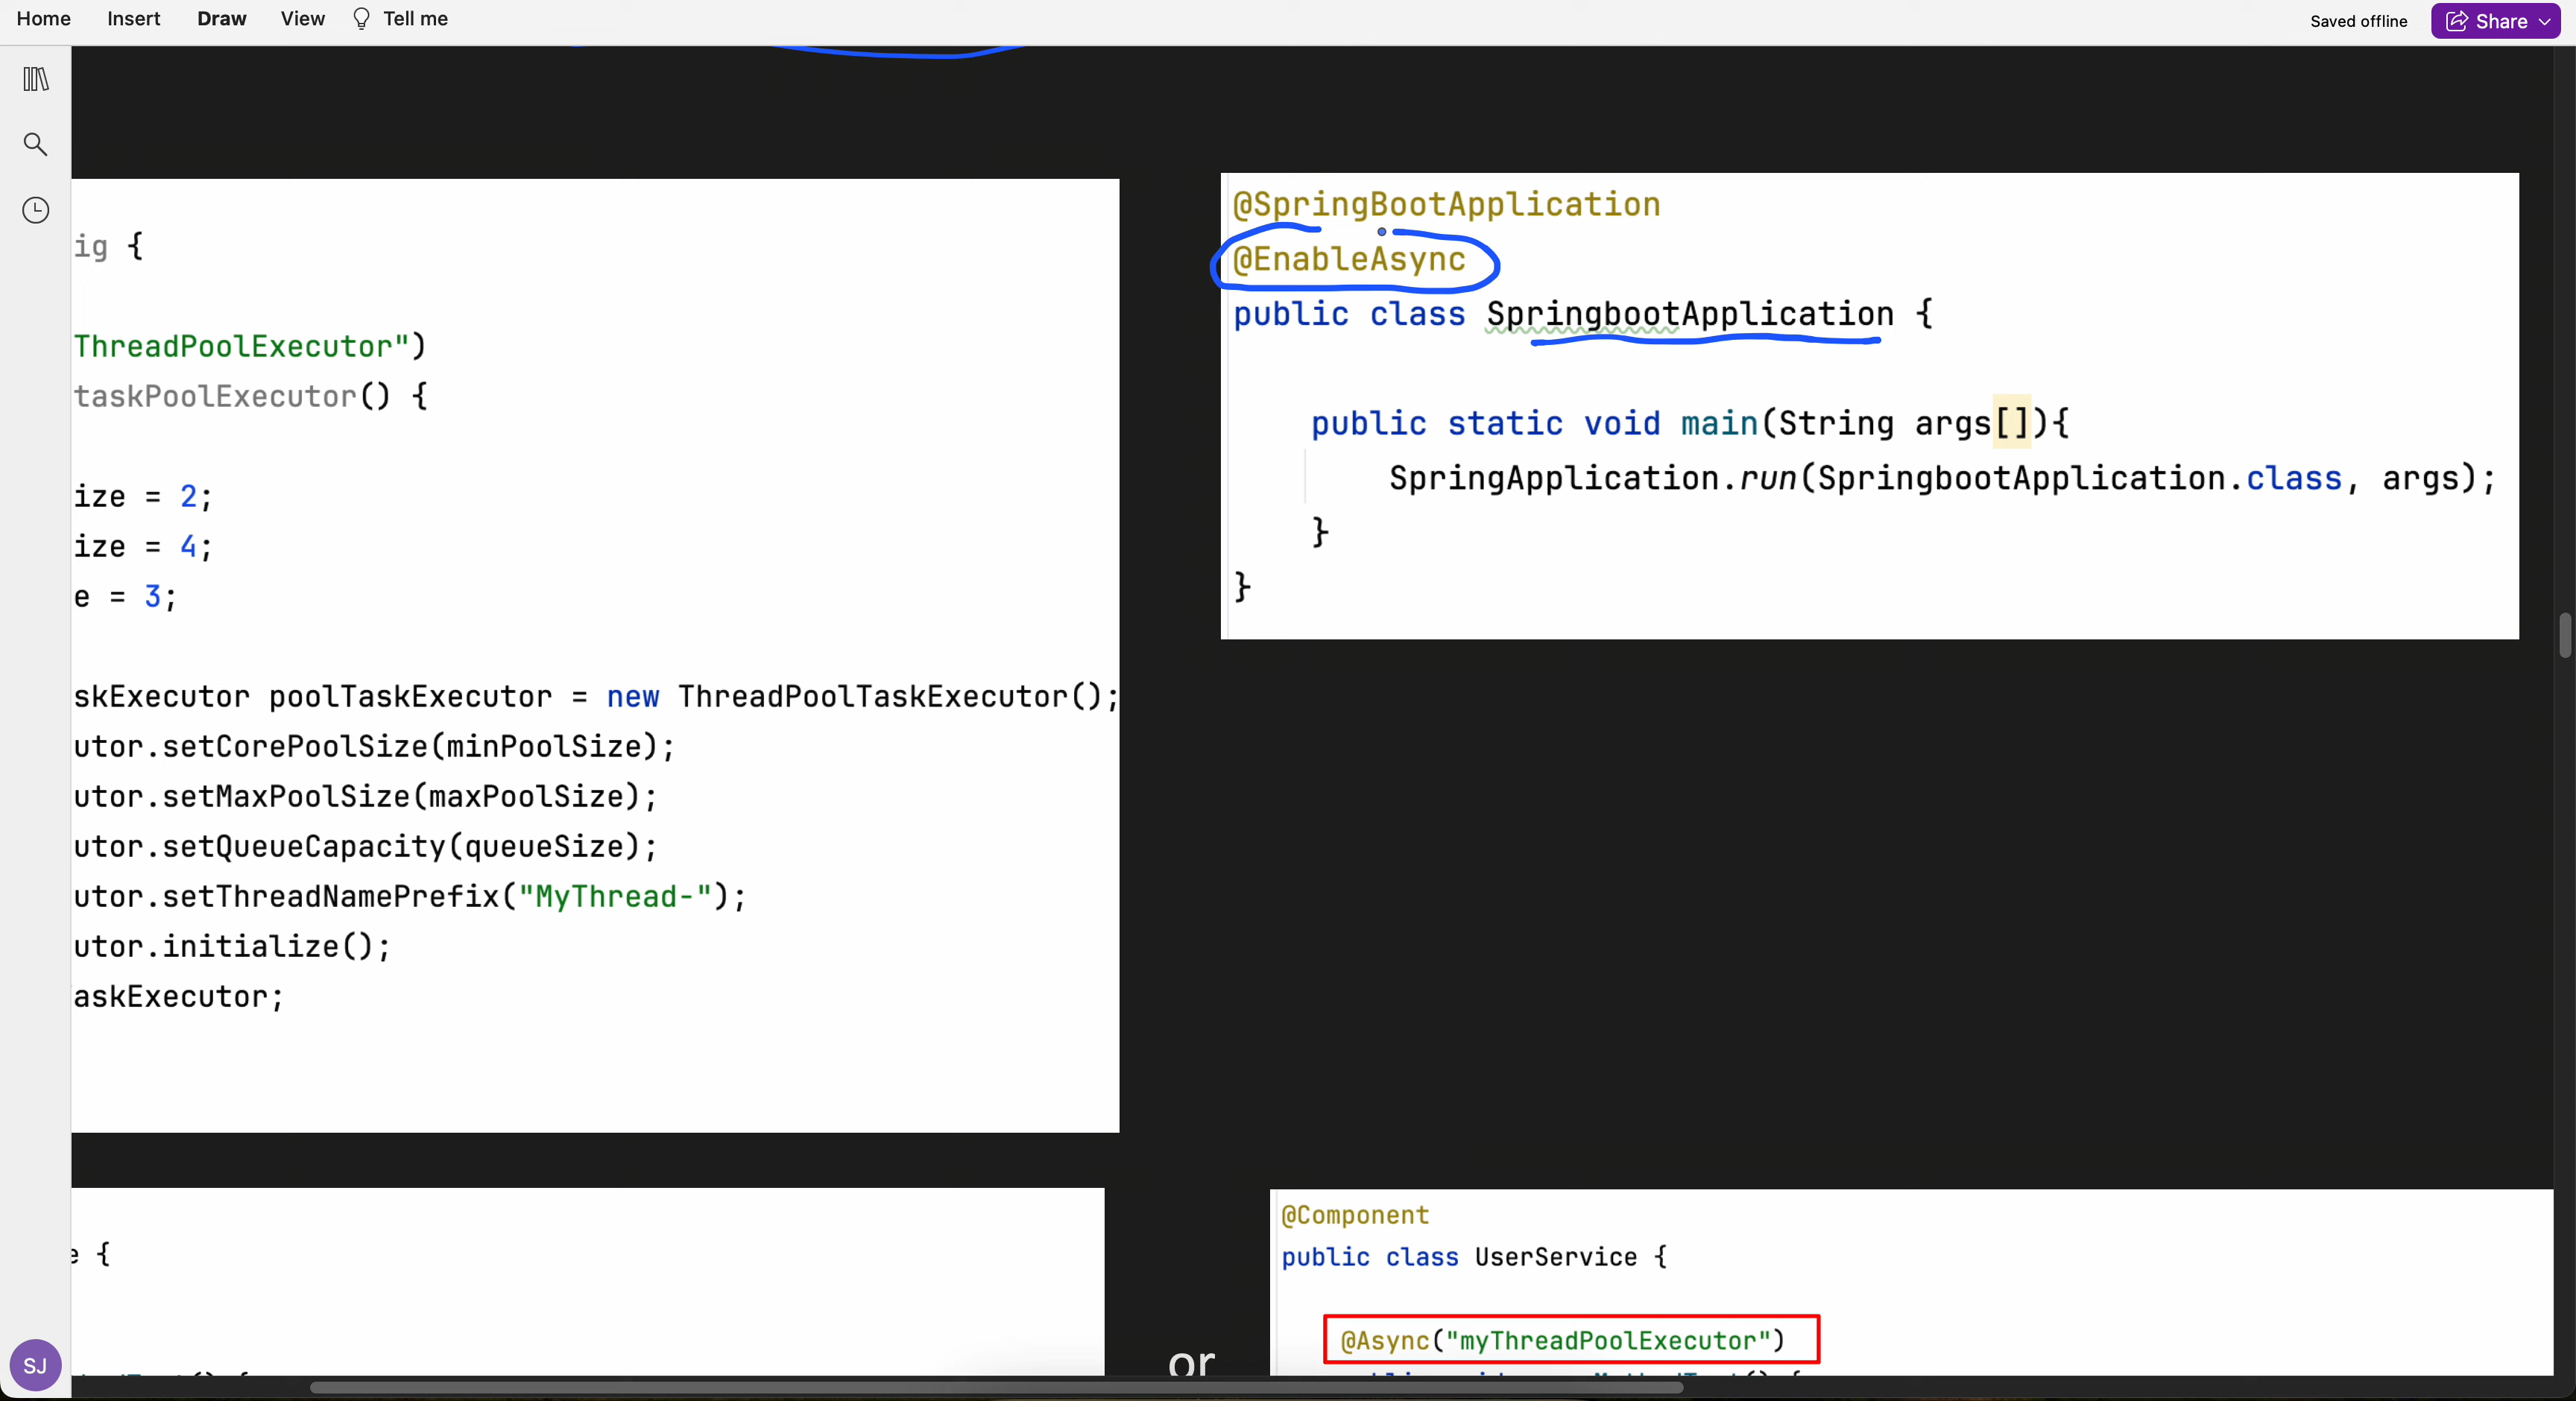 Home Insert Draw View Tell me Saved offline Share
ig {
ThreadPoolExecutor")
taskPoolExecutor() {
ize = 2;
ize = 4;
e = 3;
skExecutor poolTaskExecutor = new ThreadPoolTaskExecutor();
utor.setCorePoolSize(minPoolSize);
utor.setMaxPoolSize(maxPoolSize);
utor.setQueueCapacity(queueSize);
utor.setThreadNamePrefix("MyThread-");
utor.initialize();
askExecutor;
@SpringBootApplication
@EnableAsync
public class SpringbootApplication {
public static void main(String args[]){
SpringApplication.run(SpringbootApplication.class, args);
}
}
e {
or
@Component
public class UserService {
@Async("myThreadPoolExecutor")
SJ